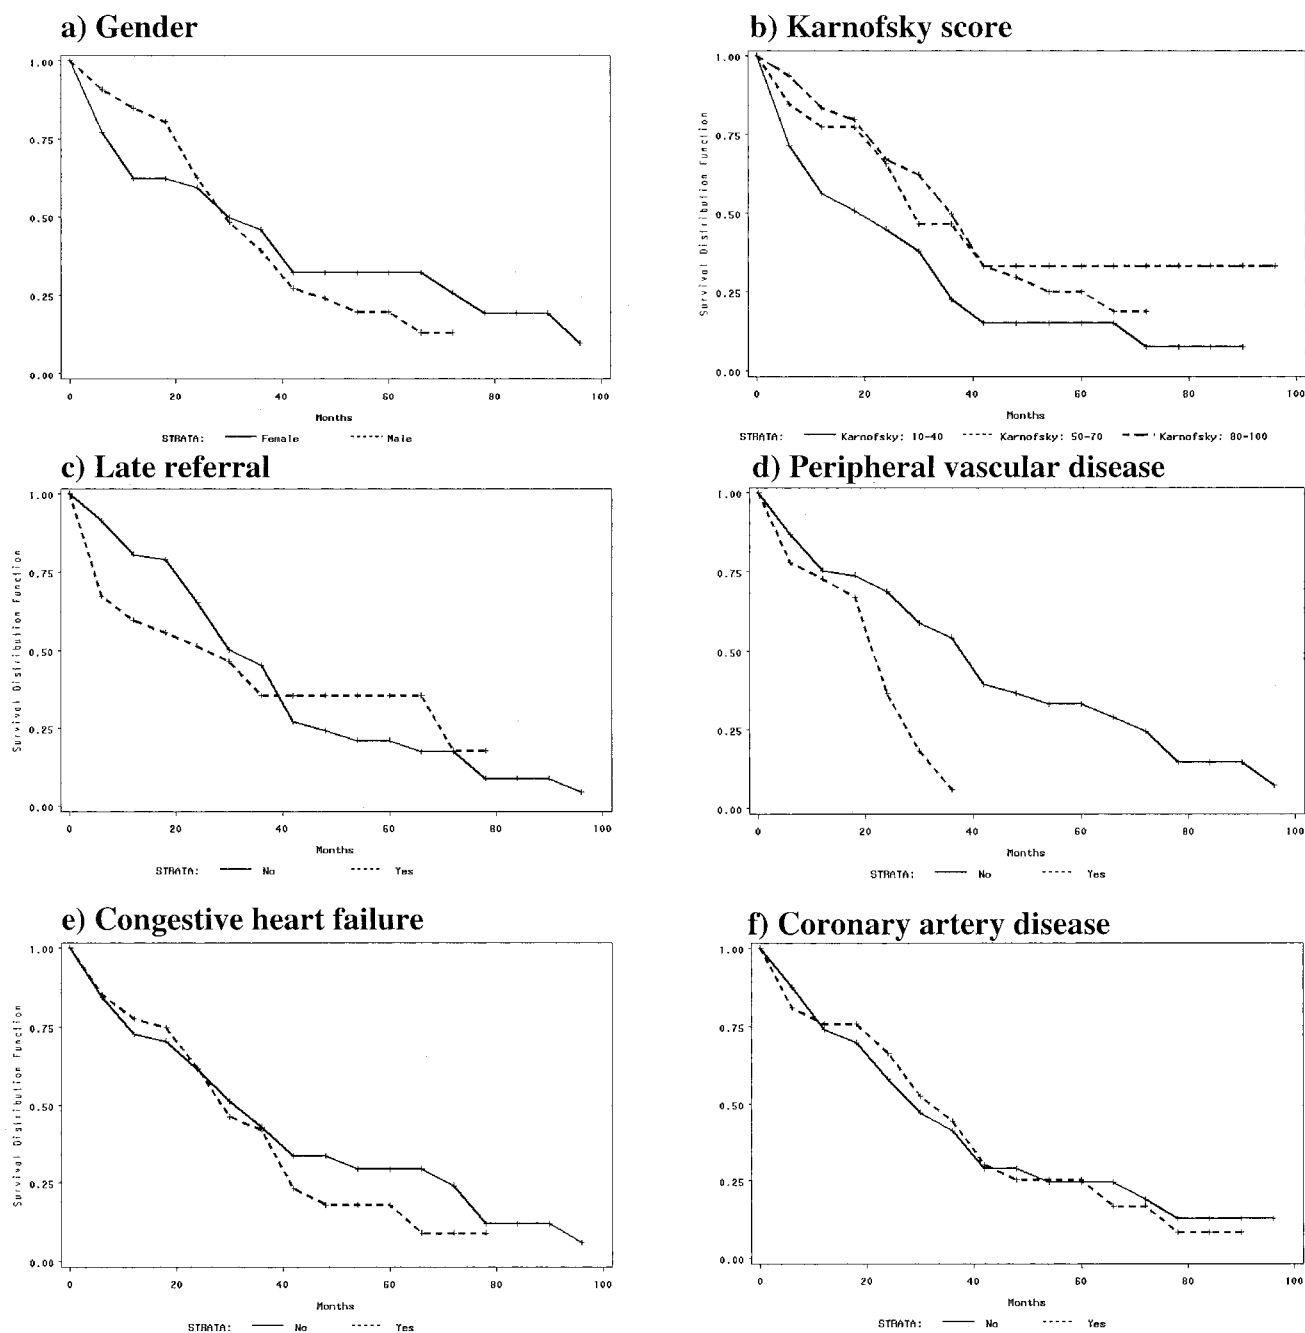 a) Gender
b) Karnofsky score
Survival Distribution Function
1.00
0.75
0.50
0.25
0.00
0 20 40 60 80 100
Months
STRATA: Female Male
Survival Distribution Function
1.00
0.75
0.50
0.25
0.00
0 20 40 60 80 100
Months
STRATA: Karnofsky: 10-40 Karnofsky: 50-70 Karnofsky: 80-100
c) Late referral
d) Peripheral vascular disease
Survival Distribution Function
1.00
0.75
0.50
0.25
0.00
0 20 40 60 80 100
Months
STRATA: No Yes
1.00
0.75
0.50
0.25
0.00
0 20 40 60 80 100
Months
STRATA: No Yes
e) Congestive heart failure
f) Coronary artery disease
Survival Distribution Function
1.00
0.75
0.50
0.25
0.00
0 20 40 60 80 100
Months
STRATA: No Yes
Survival Distribution Function
1.00
0.75
0.50
0.25
0.00
0 20 40 60 80 100
Months
STRATA: No Yes